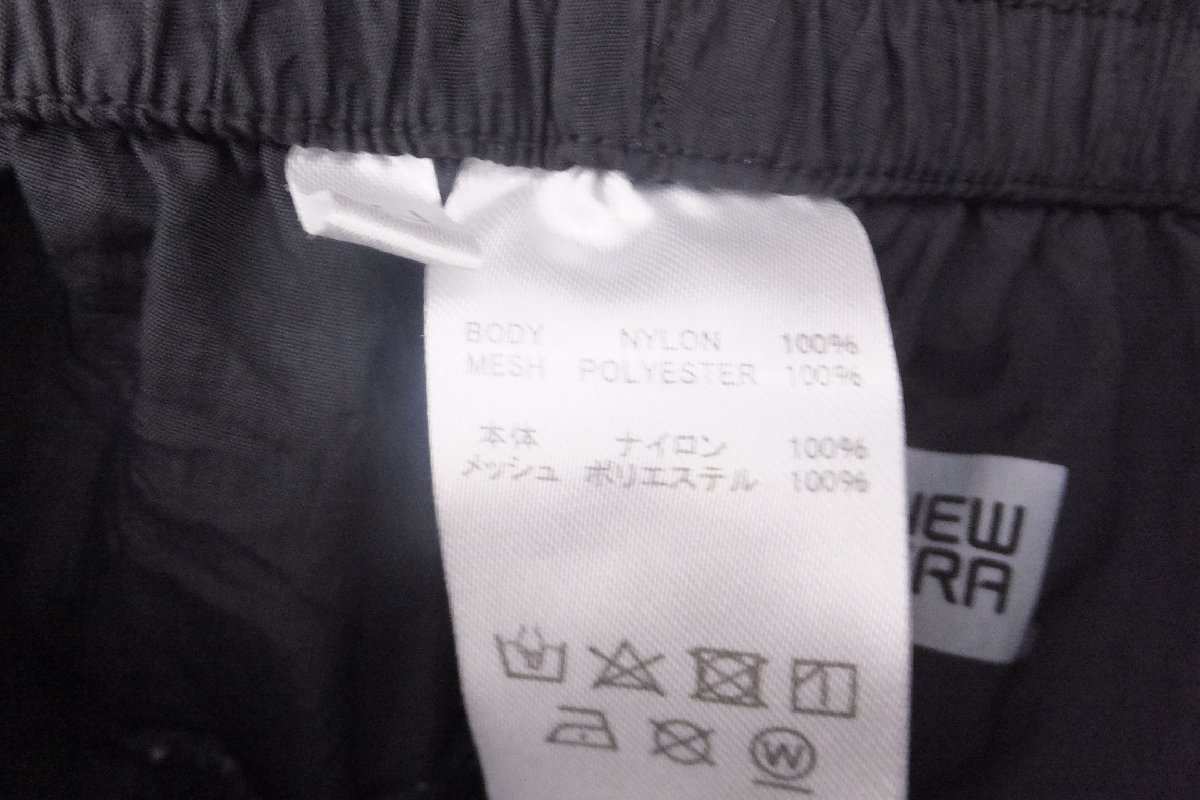 BODY NYLON 100%
MESH POLYESTER 100%
本体 ナイロン 100%
メッシュ ポリエステル 100%
NEW
ERA
W